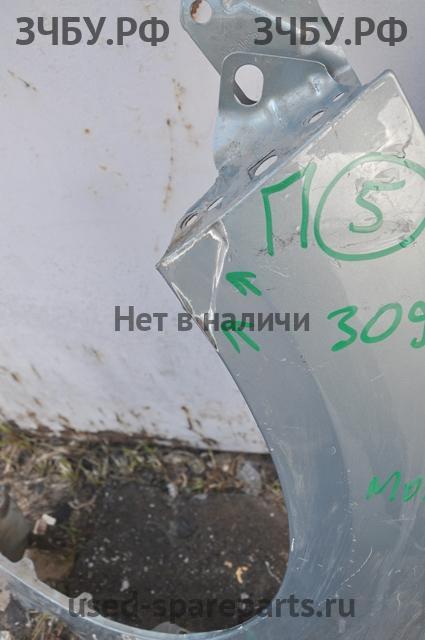 ЗЧБУ.РФ ЗЧБУ.РФ
П 5
Нет в наличи
309
used-spareparts.ru